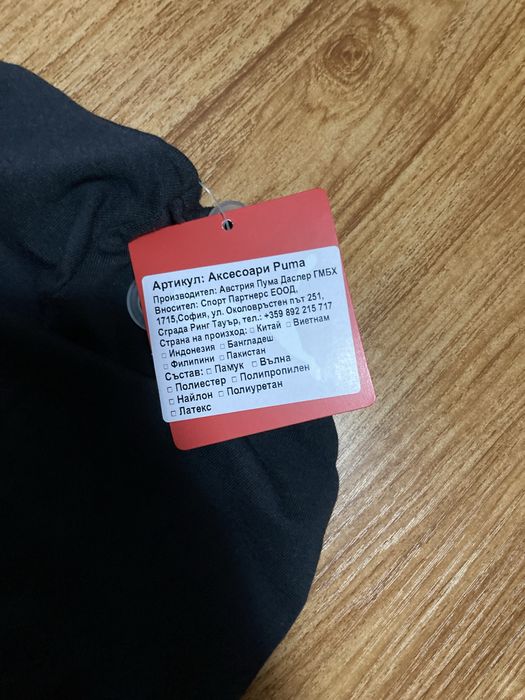 Артикул: Аксесоари Puma
Производител: Австрия Пума Даслер ГМБХ
Вносител: Спорт Партнерс ЕООД,
1715,София, ул. Околовръстен път 251,
Сграда Ринг Тауър, тел.: +359 892 215 717
Страна на произход: □ Китай □ Виетнам
□ Индонезия □ Бангладеш
□ Филипини □ Пакистан
Състав: □ Памук □ Вълна
□ Полиестер □ Полипропилен
□ Найлон □ Полиуретан
□ Латекс